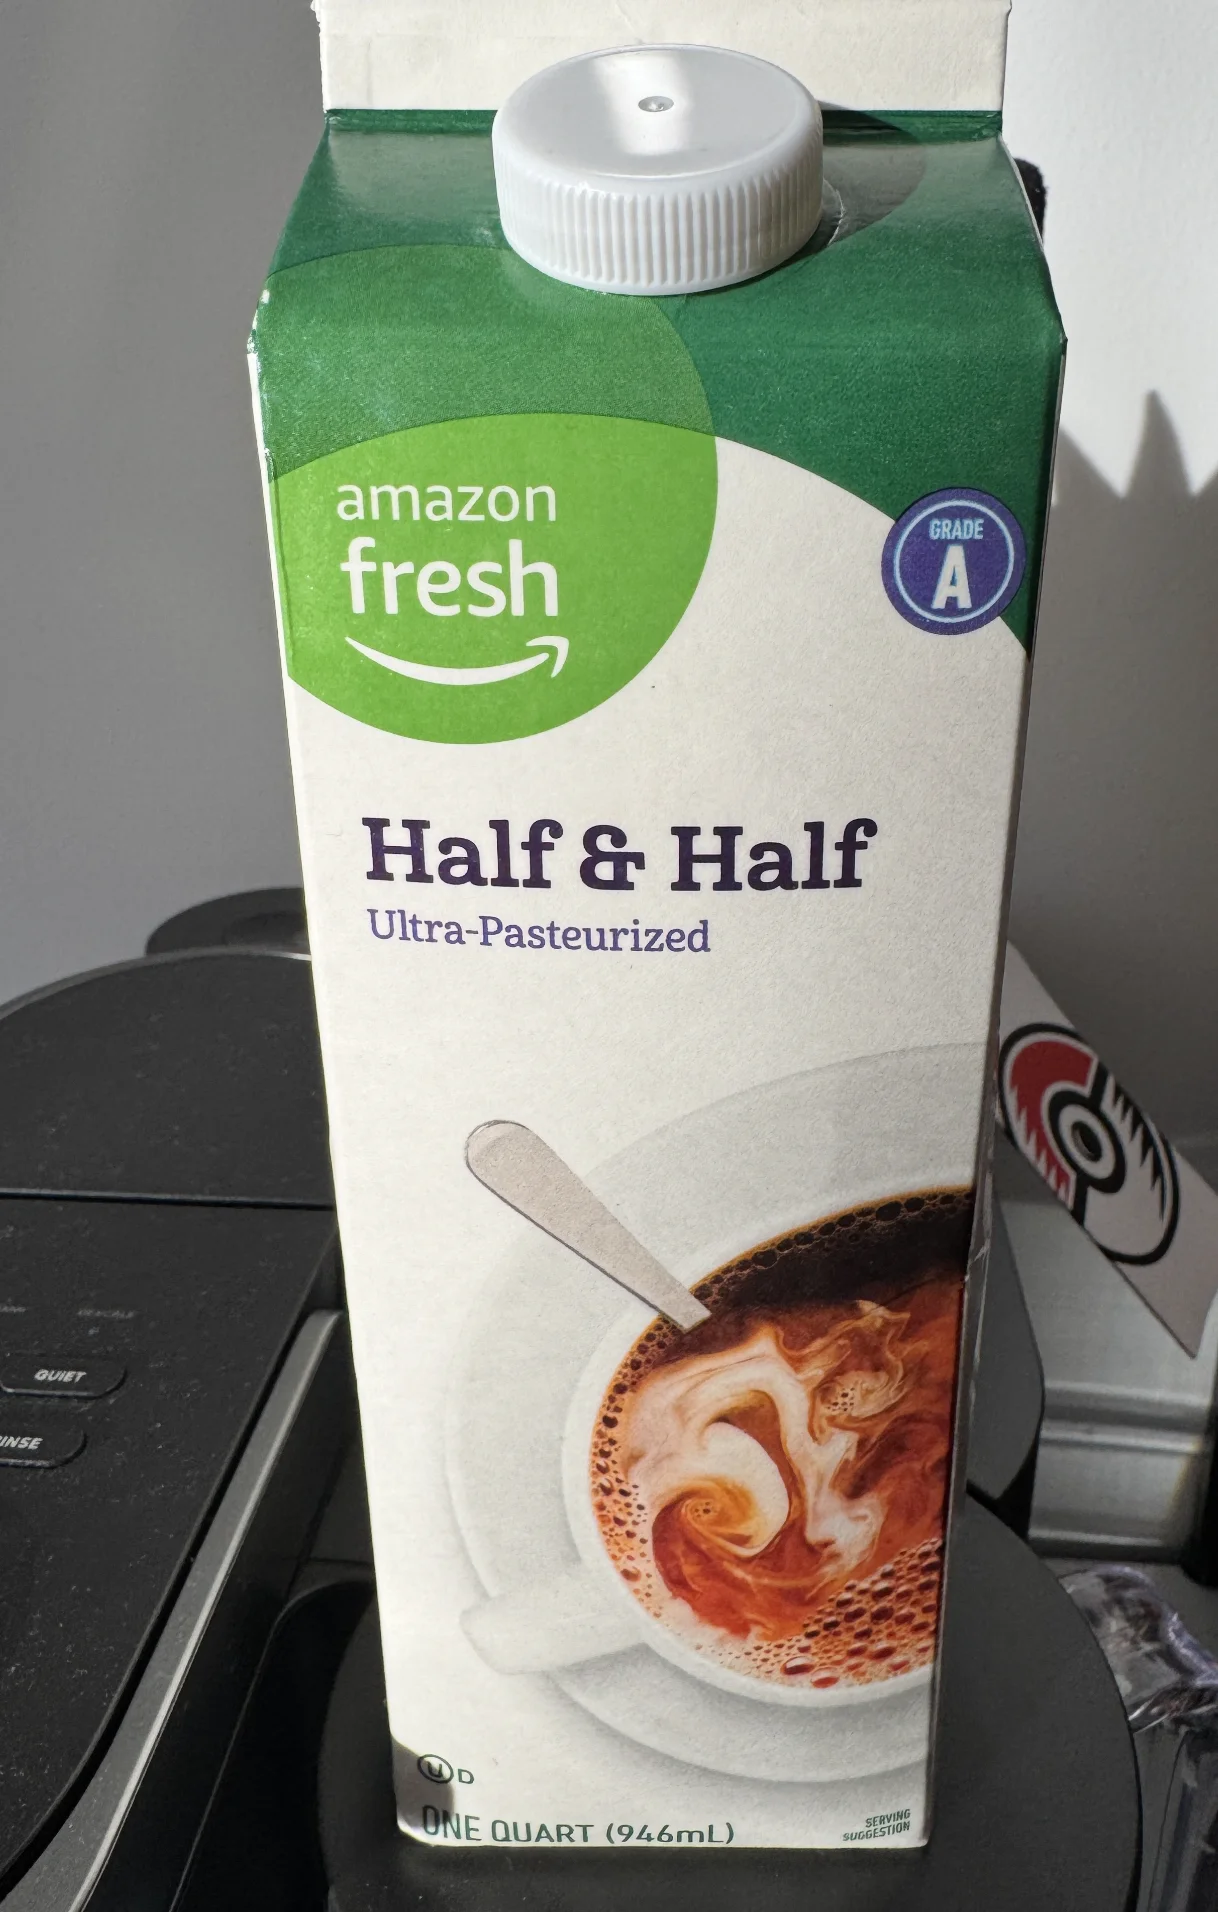 amazon
fresh
GRADE
A
Half & Half
Ultra-Pasteurized
QUIET
U D
ONE QUART (946mL)
SERVING
SUGGESTION